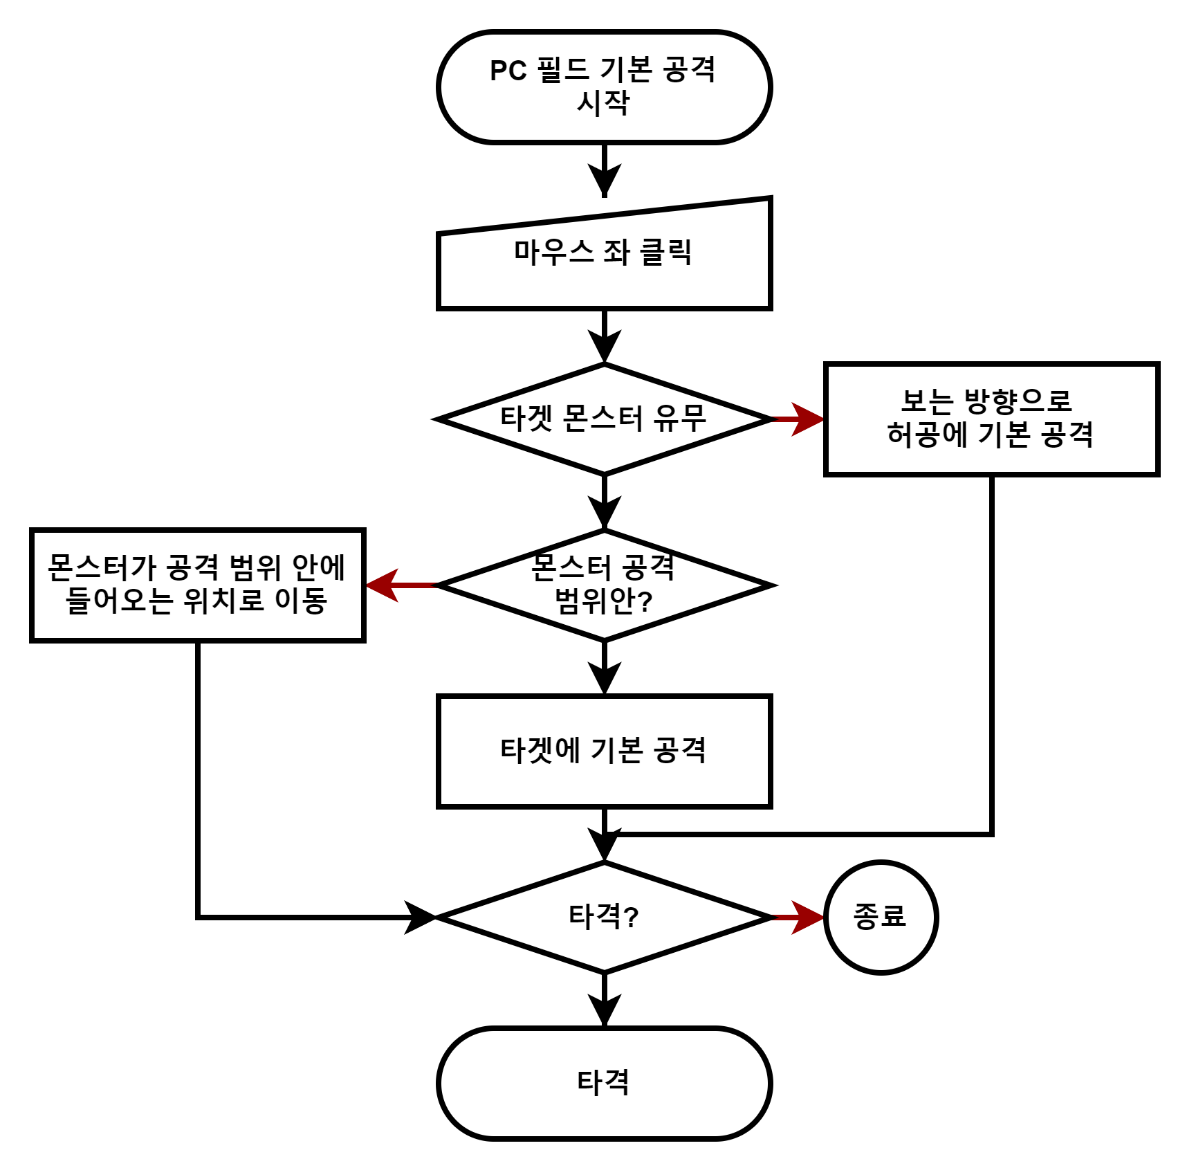 PC 필드 기본 공격
시작
마우스 좌 클릭
타겟 몬스터 유무
보는 방향으로
허공에 기본 공격
몬스터 공격
범위안?
몬스터가 공격 범위 안에
들어오는 위치로 이동
타겟에 기본 공격
타격?
종료
타격